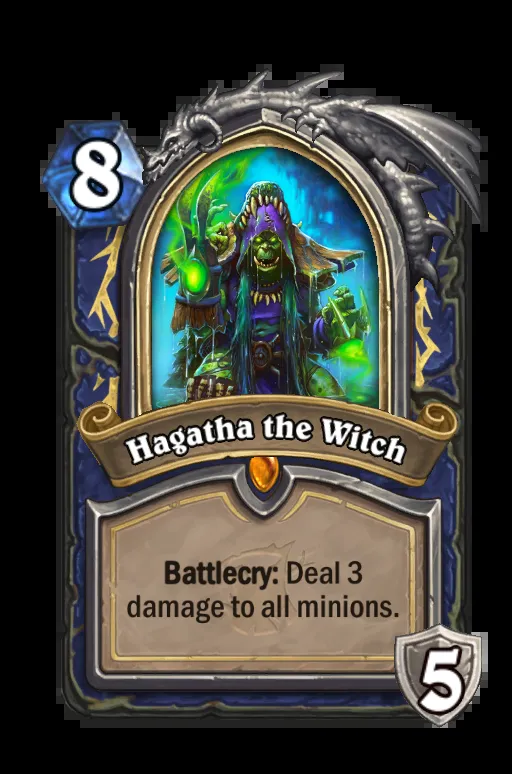 8
Hagatha the Witch
Battlecry: Deal 3
damage to all minions.
5